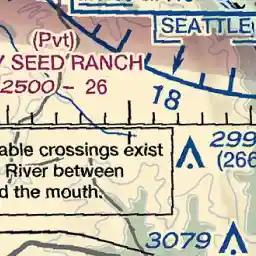 SEATTLE
(Pvt)
SEED RANCH
2500 - 26
18
able crossings exist
River between
d the mouth.
299
(266
3079